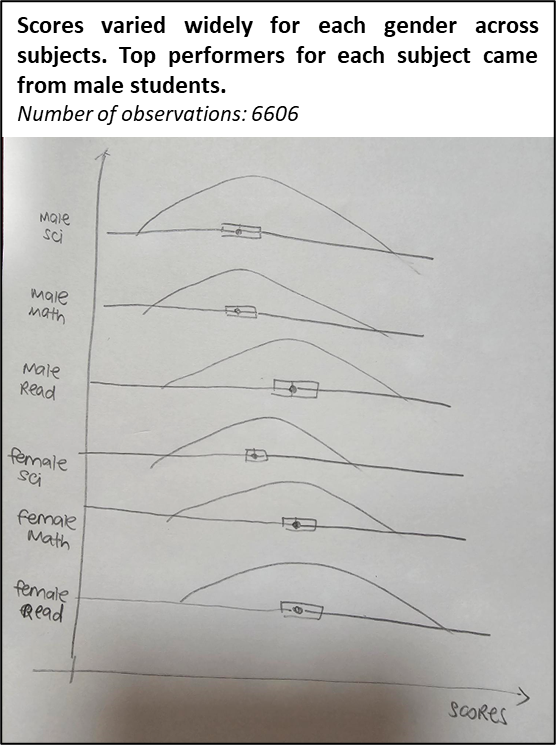 Scores varied widely for each gender across
subjects. Top performers for each subject came
from male students.
Number of observations: 6606
Male
Sci
Male
Math
Male
Read
female
Sci
female
Math
female
Read
SCORES